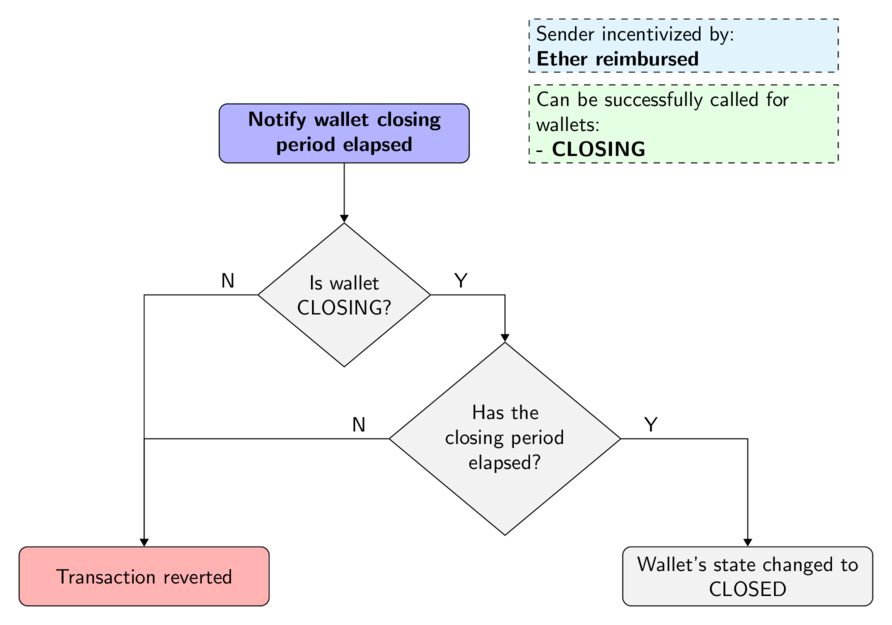 Sender incentivized by:
Ether reimbursed
Can be successfully called for
wallets:
- CLOSING
Notify wallet closing
period elapsed
N
Y
Is wallet
CLOSING?
N
Y
Has the
closing period
elapsed?
Transaction reverted
Wallet's state changed to
CLOSED